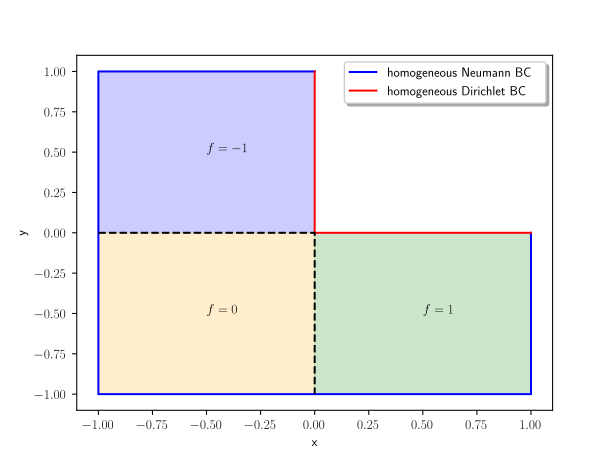 homogeneous Neumann BC
homogeneous Dirichlet BC
1.00
0.75
0.50
0.25
0.00
−0.25
−0.50
−0.75
−1.00
y
f = −1
f = 0
f = 1
−1.00 −0.75 −0.50 −0.25 0.00 0.25 0.50 0.75 1.00
x